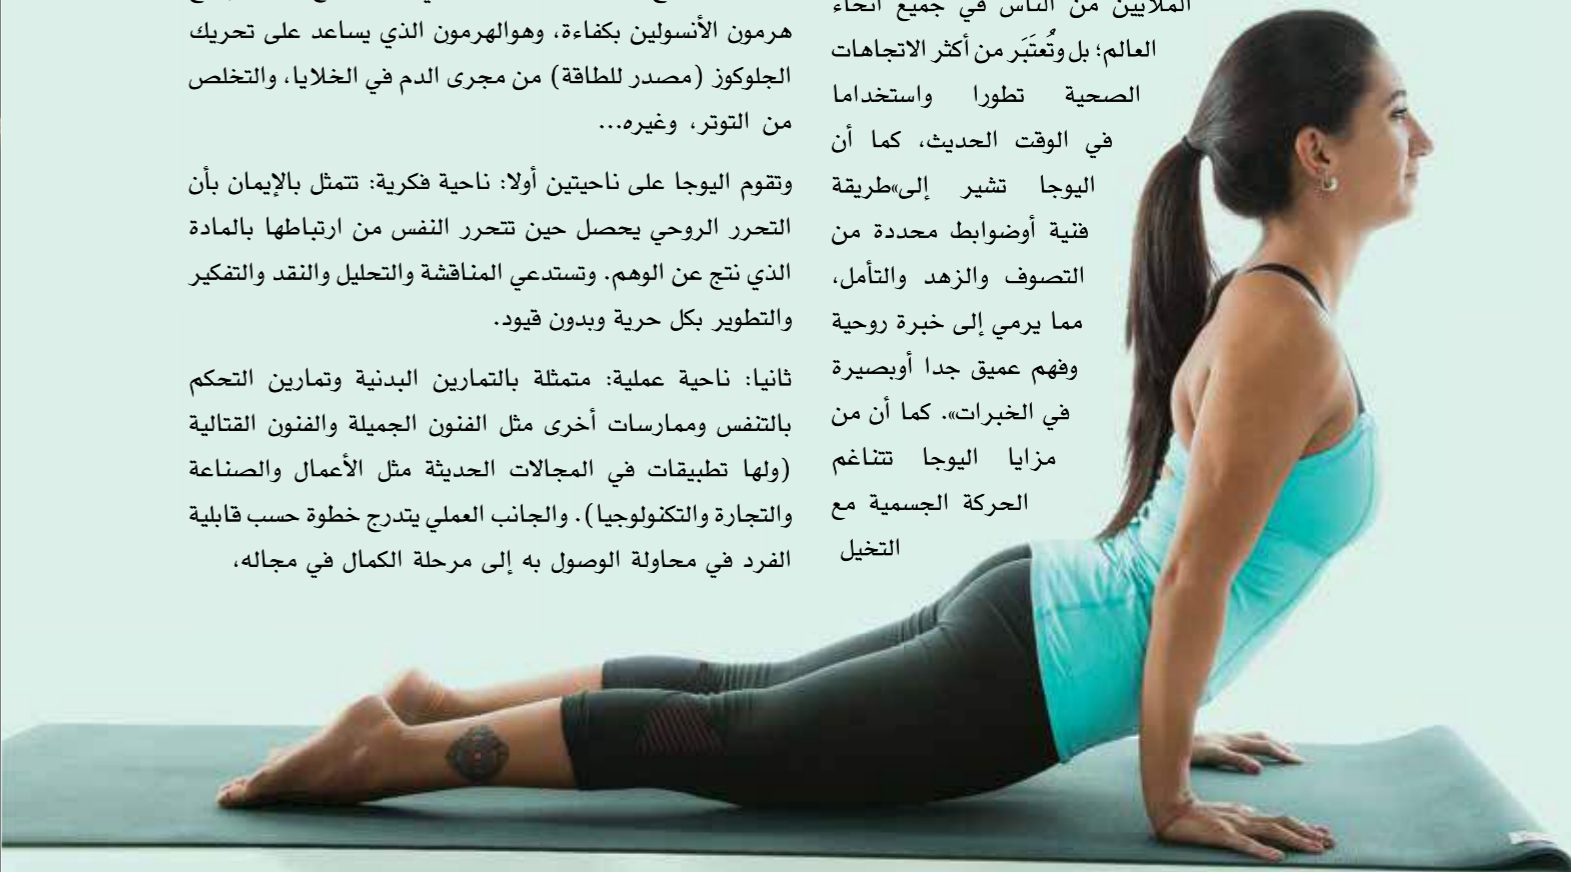 الملايين من الناس في جميع أنحاء
العالم؛ بل وتُعتَبَر من أكثر الاتجاهات
الصحية تطورا واستخداما
في الوقت الحديث، كما أن
اليوجا تشير إلى»طريقة
فنية أوضوابط محددة من
التصوف والزهد والتأمل،
مما يرمي إلى خبرة روحية
وفهم عميق جدا أوبصيرة
في الخبرات». كما أن من
مزايا اليوجا تتناغم
الحركة الجسمية مع
التخيل
هرمون الأنسولين بكفاءة، وهوالهرمون الذي يساعد على تحريك
الجلوكوز (مصدر للطاقة) من مجرى الدم في الخلايا، والتخلص
من التوتر، وغيره...
وتقوم اليوجا على ناحيتين أولا: ناحية فكرية: تتمثل بالإيمان بأن
التحرر الروحي يحصل حين تتحرر النفس من ارتباطها بالمادة
الذي نتج عن الوهم. وتستدعي المناقشة والتحليل والنقد والتفكير
والتطوير بكل حرية وبدون قيود.
ثانيا: ناحية عملية: متمثلة بالتمارين البدنية وتمارين التحكم
بالتنفس وممارسات أخرى مثل الفنون الجميلة والفنون القتالية
(ولها تطبيقات في المجالات الحديثة مثل الأعمال والصناعة
والتجارة والتكنولوجيا). والجانب العملي يتدرج خطوة حسب قابلية
الفرد في محاولة الوصول به إلى مرحلة الكمال في مجاله،